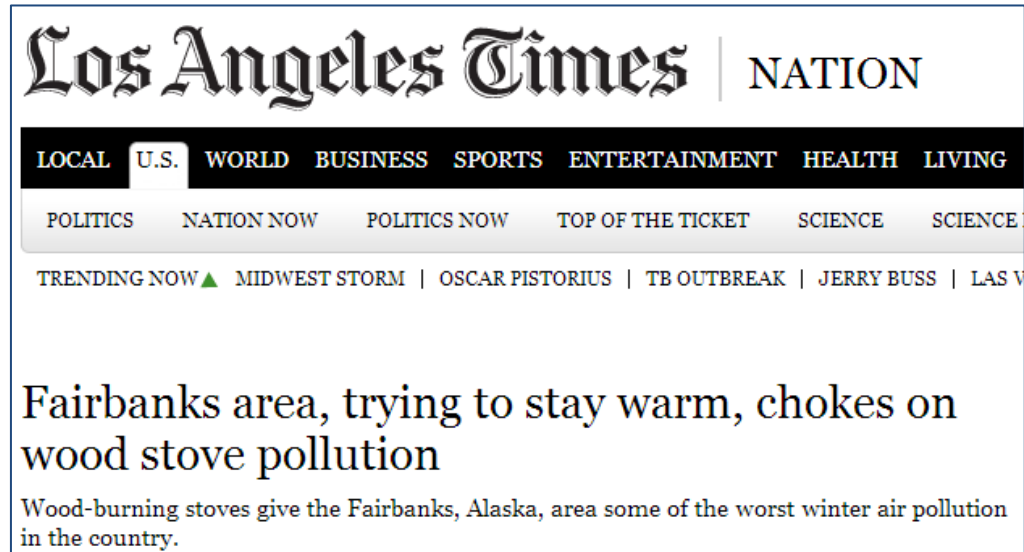 Los Angeles Times | NATION
LOCAL U.S. WORLD BUSINESS SPORTS ENTERTAINMENT HEALTH LIVING
POLITICS NATION NOW POLITICS NOW TOP OF THE TICKET SCIENCE SCIENCE
TRENDING NOW▲ MIDWEST STORM | OSCAR PISTORIUS | TB OUTBREAK | JERRY BUSS | LAS
Fairbanks area, trying to stay warm, chokes on
wood stove pollution
Wood-burning stoves give the Fairbanks, Alaska, area some of the worst winter air pollution
in the country.